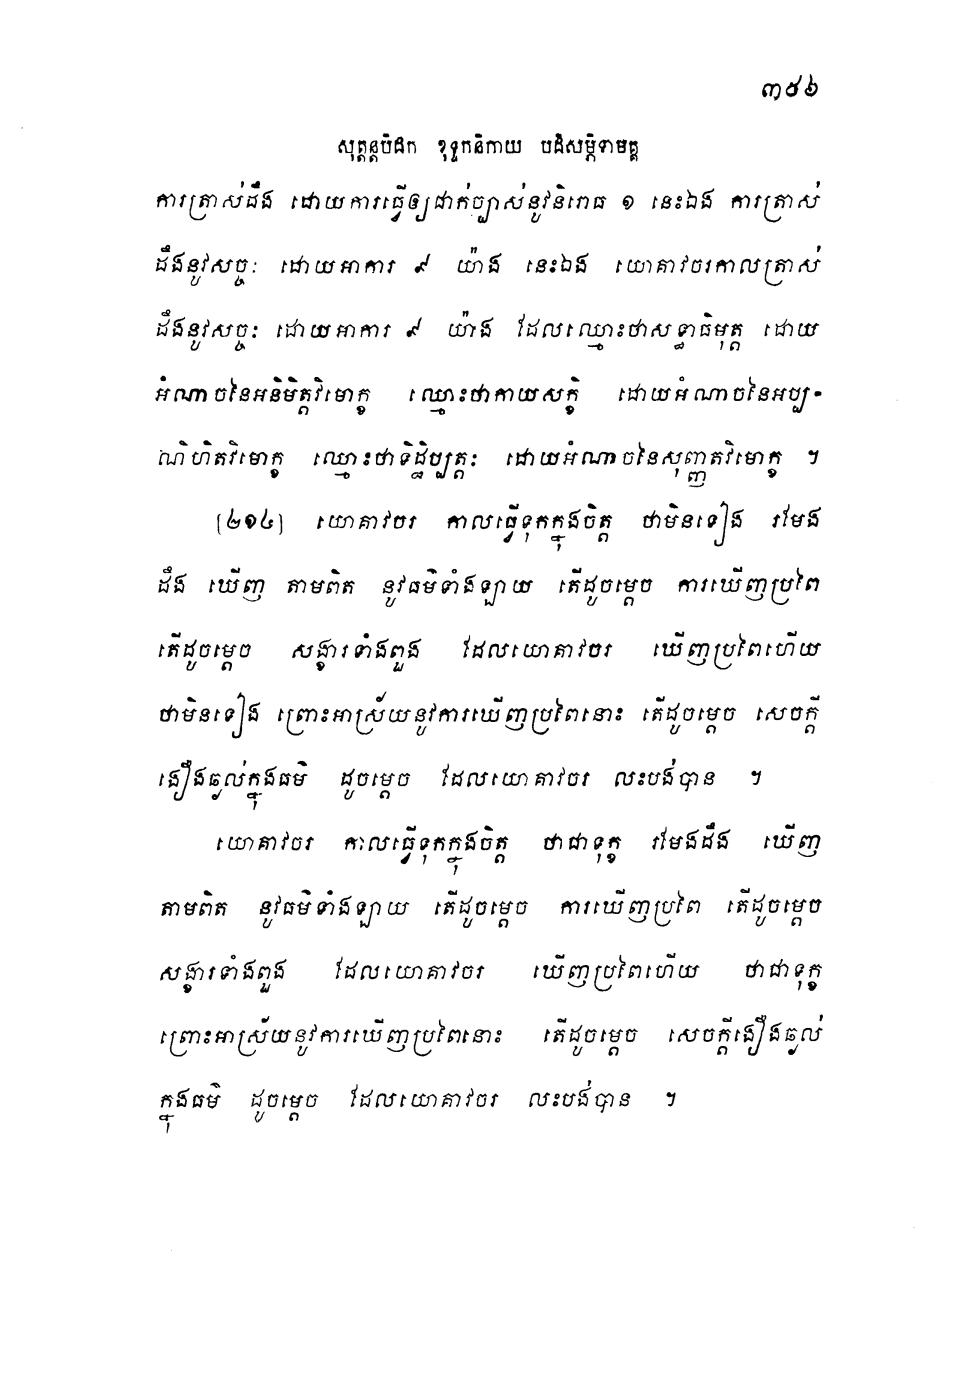 ៣៥៦
សុត្តន្តបិដក ខុទ្ទកនិកាយ បដិសម្ភិទាមគ្គ
ការត្រាស់ដឹង ដោយការធ្វើឲ្យជាក់ច្បាស់នូវនិរោធ ១ នេះឯង ការត្រាស់
ដឹងនូវសច្ចៈ ដោយអាការ ៩ យ៉ាង នេះឯង យោគាវចរកាលត្រាស់
ដឹងនូវសច្ចៈ ដោយអាការ ៩ យ៉ាង ដែលឈ្មោះថាសទ្ធាធិមុត្ត ដោយ
អំណាចនៃអនិមិត្តវិមោក្ខ ឈ្មោះថាកាយសក្ខិ ដោយអំណាចនៃអប្ប-
ណិហិតវិមោក្ខ ឈ្មោះថាទិដ្ឋិប្បត្តៈ ដោយអំណាចនៃសុញ្ញតវិមោក្ខ ។
[២១៤] យោគាវចរ កាលធ្វើទុកក្នុងចិត្ត ថាមិនទៀង រមែង
ដឹង ឃើញ តាមពិត នូវធម៌ទាំងឡាយ តើដូចម្តេច ការឃើញប្រពៃ
តើដូចម្តេច សង្ខារទាំងពួង ដែលយោគាវចរ ឃើញប្រពៃហើយ
ថាមិនទៀង ព្រោះអាស្រ័យនូវការឃើញប្រពៃនោះ តើដូចម្តេច សេចក្តី
ងឿងឆ្ងល់ក្នុងធម៌ ដូចម្តេច ដែលយោគាវចរ លះបង់បាន ។
យោគាវចរ កាលធ្វើទុកក្នុងចិត្ត ថាជាទុក្ខ រមែងដឹង ឃើញ
តាមពិត នូវធម៌ទាំងឡាយ តើដូចម្តេច ការឃើញប្រពៃ តើដូចម្តេច
សង្ខារទាំងពួង ដែលយោគាវចរ ឃើញប្រពៃហើយ ថាជាទុក្ខ
ព្រោះអាស្រ័យនូវការឃើញប្រពៃនោះ តើដូចម្តេច សេចក្តីងឿងឆ្ងល់
ក្នុងធម៌ ដូចម្តេច ដែលយោគាវចរ លះបង់បាន ។